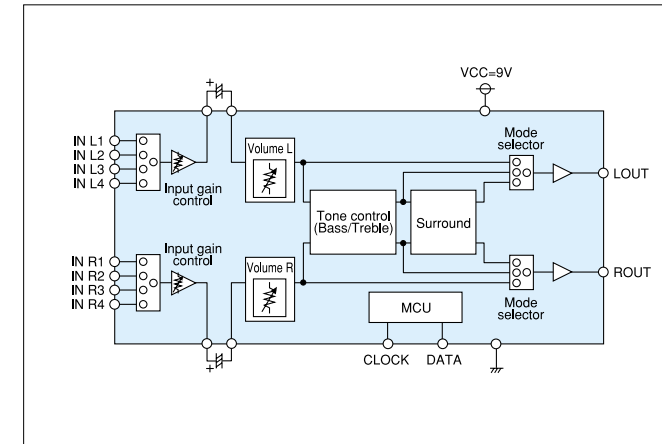 VCC=9V
+
IN L1
IN L2
IN L3
IN L4
Input gain
control
Volume L
Mode
selector
LOUT
Tone control
(Bass/Treble)
Surround
IN R1
IN R2
IN R3
IN R4
Input gain
control
Volume R
ROUT
Mode
selector
MCU
+
CLOCK
DATA